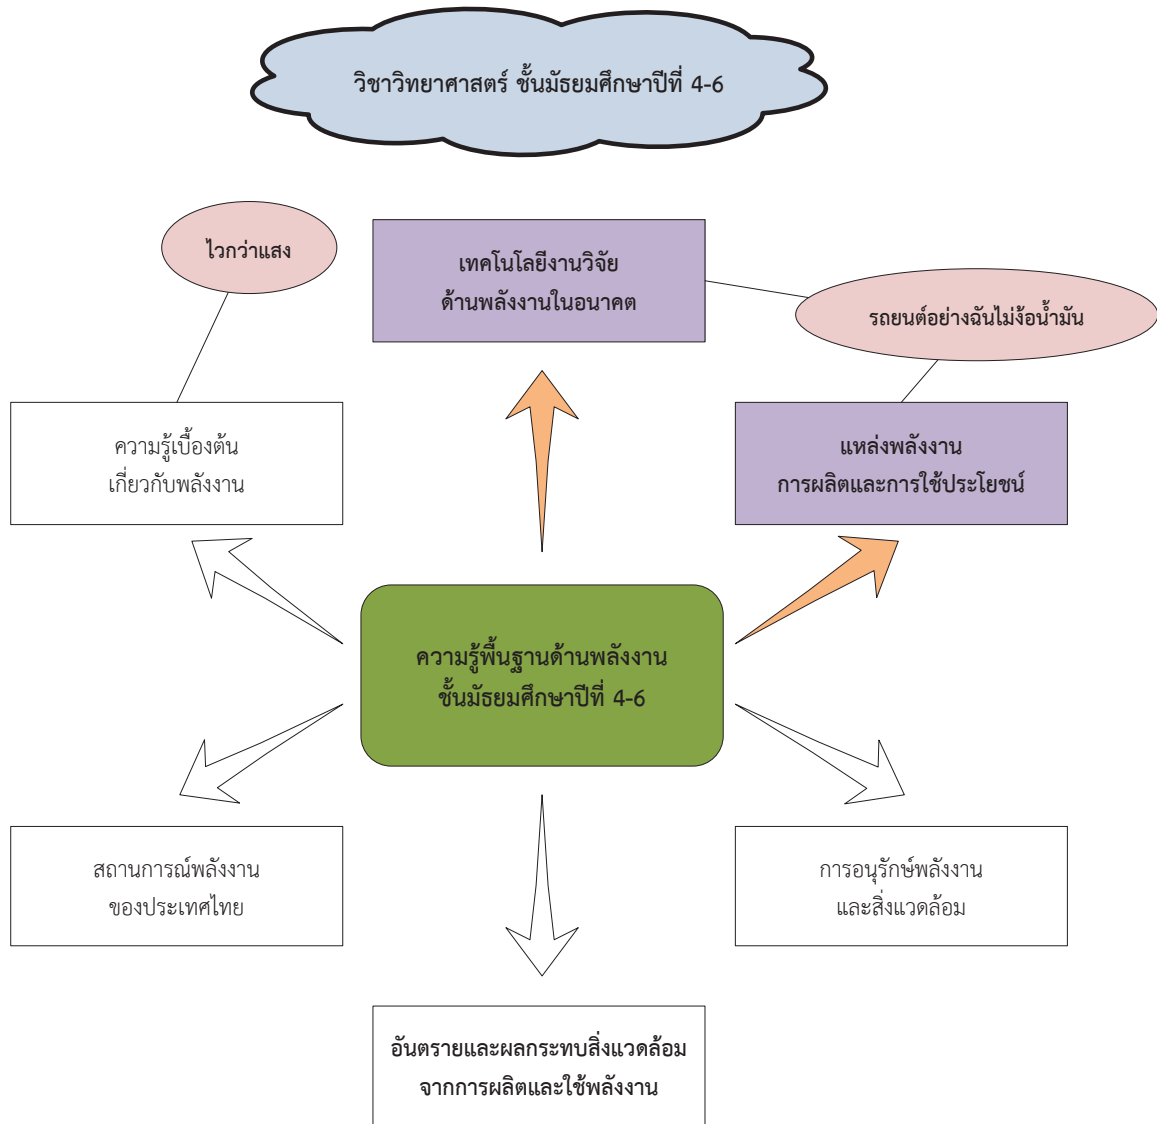 วิชาวิทยาศาสตร์ ชั้นมัธยมศึกษาปีที่ 4-6
ไวกว่าแสง
เทคโนโลยีงานวิจัย
ด้านพลังงานในอนาคต
รถยนต์อย่างฉันไม่ง้อน้ำมัน
ความรู้เบื้องต้น
เกี่ยวกับพลังงาน
แหล่งพลังงาน
การผลิตและการใช้ประโยชน์
ความรู้พื้นฐานด้านพลังงาน
ชั้นมัธยมศึกษาปีที่ 4-6
สถานการณ์พลังงาน
ของประเทศไทย
การอนุรักษ์พลังงาน
และสิ่งแวดล้อม
อันตรายและผลกระทบสิ่งแวดล้อม
จากการผลิตและใช้พลังงาน